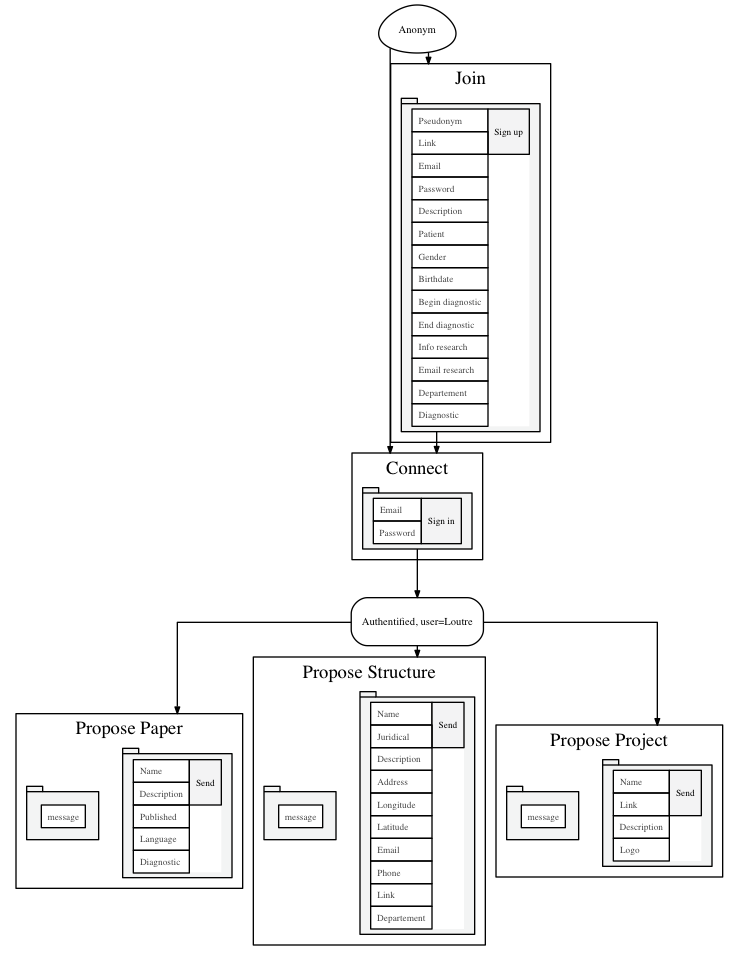 Anonym
Join
Pseudonym
Sign up
Link
Email
Password
Description
Patient
Gender
Birthdate
Begin diagnostic
End diagnostic
Info research
Email research
Departement
Diagnostic
Connect
Email
Sign in
Password
Authentified, user=Loutre
Propose Paper
message
Name
Send
Description
Published
Language
Diagnostic
Propose Structure
message
Name
Send
Juridical
Description
Address
Longitude
Latitude
Email
Phone
Link
Departement
Propose Project
message
Name
Send
Link
Description
Logo